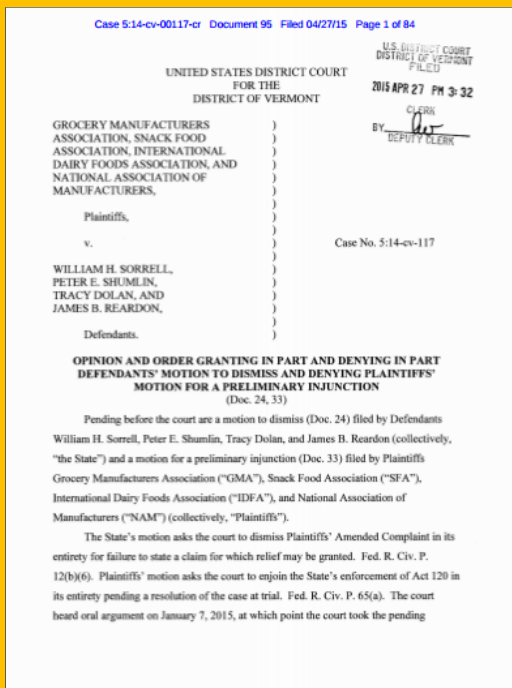 Case 5:14-cv-00117-cr Document 95 Filed 04/27/15 Page 1 of 84
U.S. DISTRICT COURT
DISTRICT OF VERMONT
FILED
2015 APR 27 PM 3:32
CLERK
BY
DEPUTY CLERK
UNITED STATES DISTRICT COURT
FOR THE
DISTRICT OF VERMONT
GROCERY MANUFACTURERS )
ASSOCIATION, SNACK FOOD )
ASSOCIATION, INTERNATIONAL )
DAIRY FOODS ASSOCIATION, AND )
NATIONAL ASSOCIATION OF )
MANUFACTURERS, )
)
Plaintiffs, )
)
v. ) Case No. 5:14-cv-117
)
WILLIAM H. SORRELL, )
PETER E. SHUMLIN, )
TRACY DOLAN, AND )
JAMES B. REARDON, )
)
Defendants. )
OPINION AND ORDER GRANTING IN PART AND DENYING IN PART
DEFENDANTS' MOTION TO DISMISS AND DENYING PLAINTIFFS'
MOTION FOR A PRELIMINARY INJUNCTION
(Doc. 24, 33)
Pending before the court are a motion to dismiss (Doc. 24) filed by Defendants
William H. Sorrell, Peter E. Shumlin, Tracy Dolan, and James B. Reardon (collectively,
"the State") and a motion for a preliminary injunction (Doc. 33) filed by Plaintiffs
Grocery Manufacturers Association ("GMA"), Snack Food Association ("SFA"),
International Dairy Foods Association ("IDFA"), and National Association of
Manufacturers ("NAM") (collectively, "Plaintiffs").
The State's motion asks the court to dismiss Plaintiffs' Amended Complaint in its
entirety for failure to state a claim for which relief may be granted. Fed. R. Civ. P.
12(b)(6). Plaintiffs' motion asks the court to enjoin the State's enforcement of Act 120 in
its entirety pending a resolution of the case at trial. Fed. R. Civ. P. 65(a). The court
heard oral argument on January 7, 2015, at which point the court took the pending